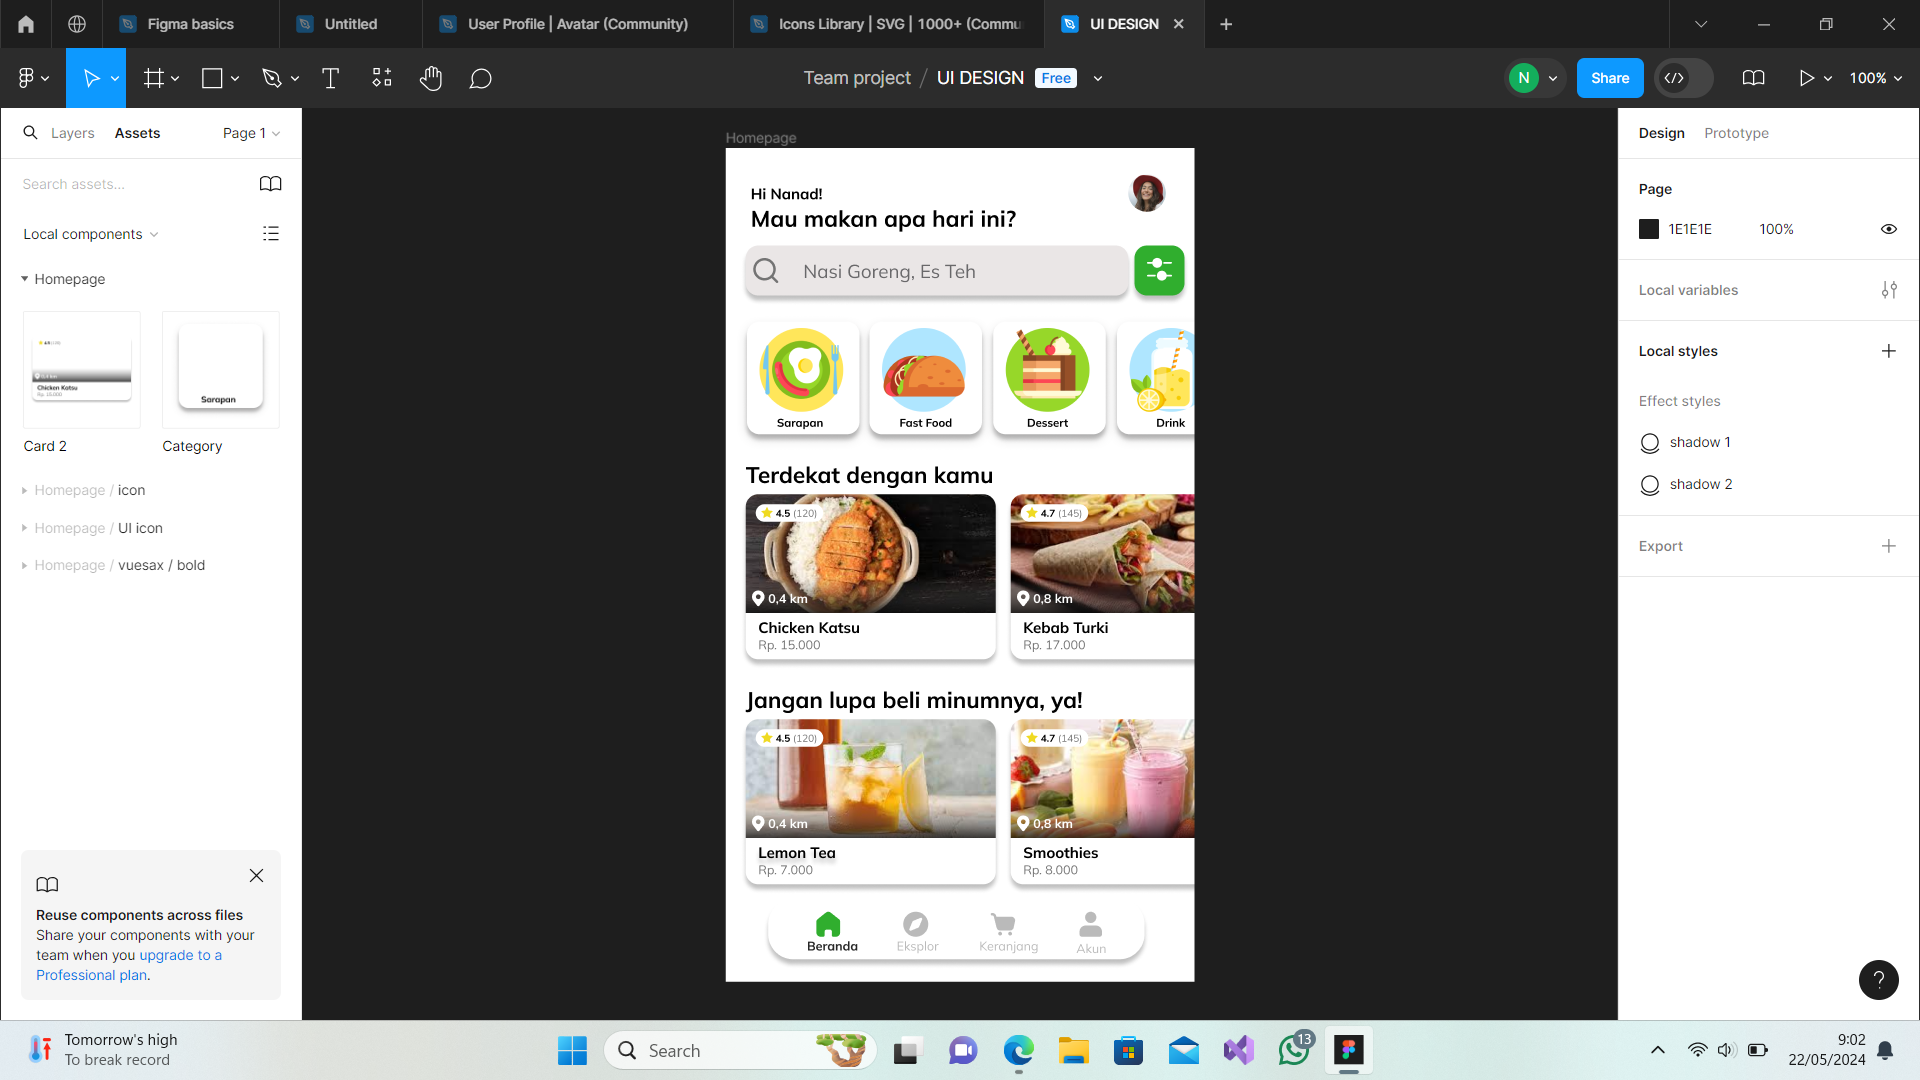 Figma basics
Untitled
User Profile | Avatar (Community)
Icons Library | SVG | 1000+ (Commu
UI DESIGN
Team project / UI DESIGN
Free
N
Share
100%
Layers
Assets
Page 1
Search assets...
Local components
Homepage
Chicken Katsu
Sarapan
Card 2
Category
Homepage / icon
Homepage / UI icon
Homepage / vuesax / bold
Reuse components across files
Share your components with your
team when you upgrade to a
Professional plan.
Homepage
Hi Nanad!
Mau makan apa hari ini?
Nasi Goreng, Es Teh
Sarapan
Fast Food
Dessert
Drink
Terdekat dengan kamu
4.5 (120)
4.7 (145)
0,4 km
0,8 km
Chicken Katsu
Kebab Turki
Rp. 15.000
Rp. 17.000
Jangan lupa beli minumnya, ya!
4.5 (120)
4.7 (145)
0,4 km
0,8 km
Lemon Tea
Smoothies
Rp. 7.000
Rp. 8.000
Beranda
Eksplor
Keranjang
Akun
Design
Prototype
Page
1E1E1E
100%
Local variables
Local styles
Effect styles
shadow 1
shadow 2
Export
?
Tomorrow's high
To break record
Search
13
9:02
22/05/2024